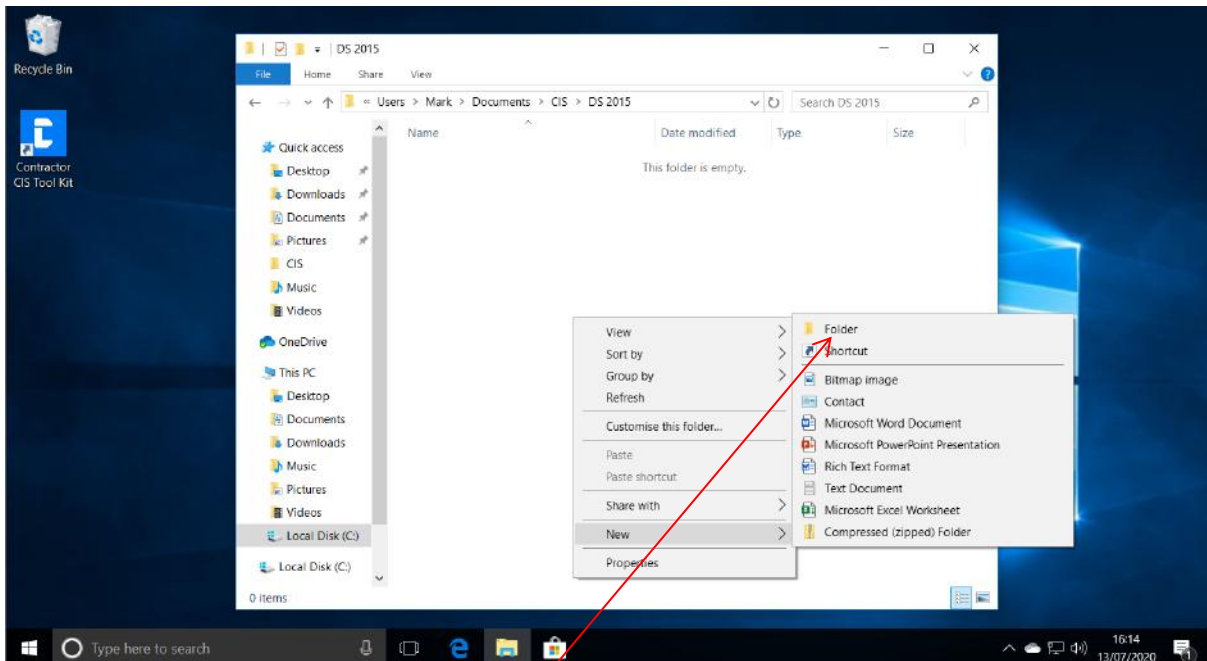 Recycle Bin
Contractor
CIS Tool Kit
DS 2015
File Home Share View
« Users > Mark > Documents > CIS > DS 2015
Search DS 2015
Name Date modified Type Size
This folder is empty.
Quick access
Desktop
Downloads
Documents
Pictures
CIS
Music
Videos
OneDrive
This PC
Desktop
Documents
Downloads
Music
Pictures
Videos
Local Disk (C:)
Local Disk (C:)
0 items
View
Sort by
Group by
Refresh
Customise this folder...
Paste
Paste shortcut
Share with
New
Properties
Folder
Shortcut
Bitmap image
Contact
Microsoft Word Document
Microsoft PowerPoint Presentation
Rich Text Format
Text Document
Microsoft Excel Worksheet
Compressed (zipped) Folder
Type here to search
16:14
13/07/2020